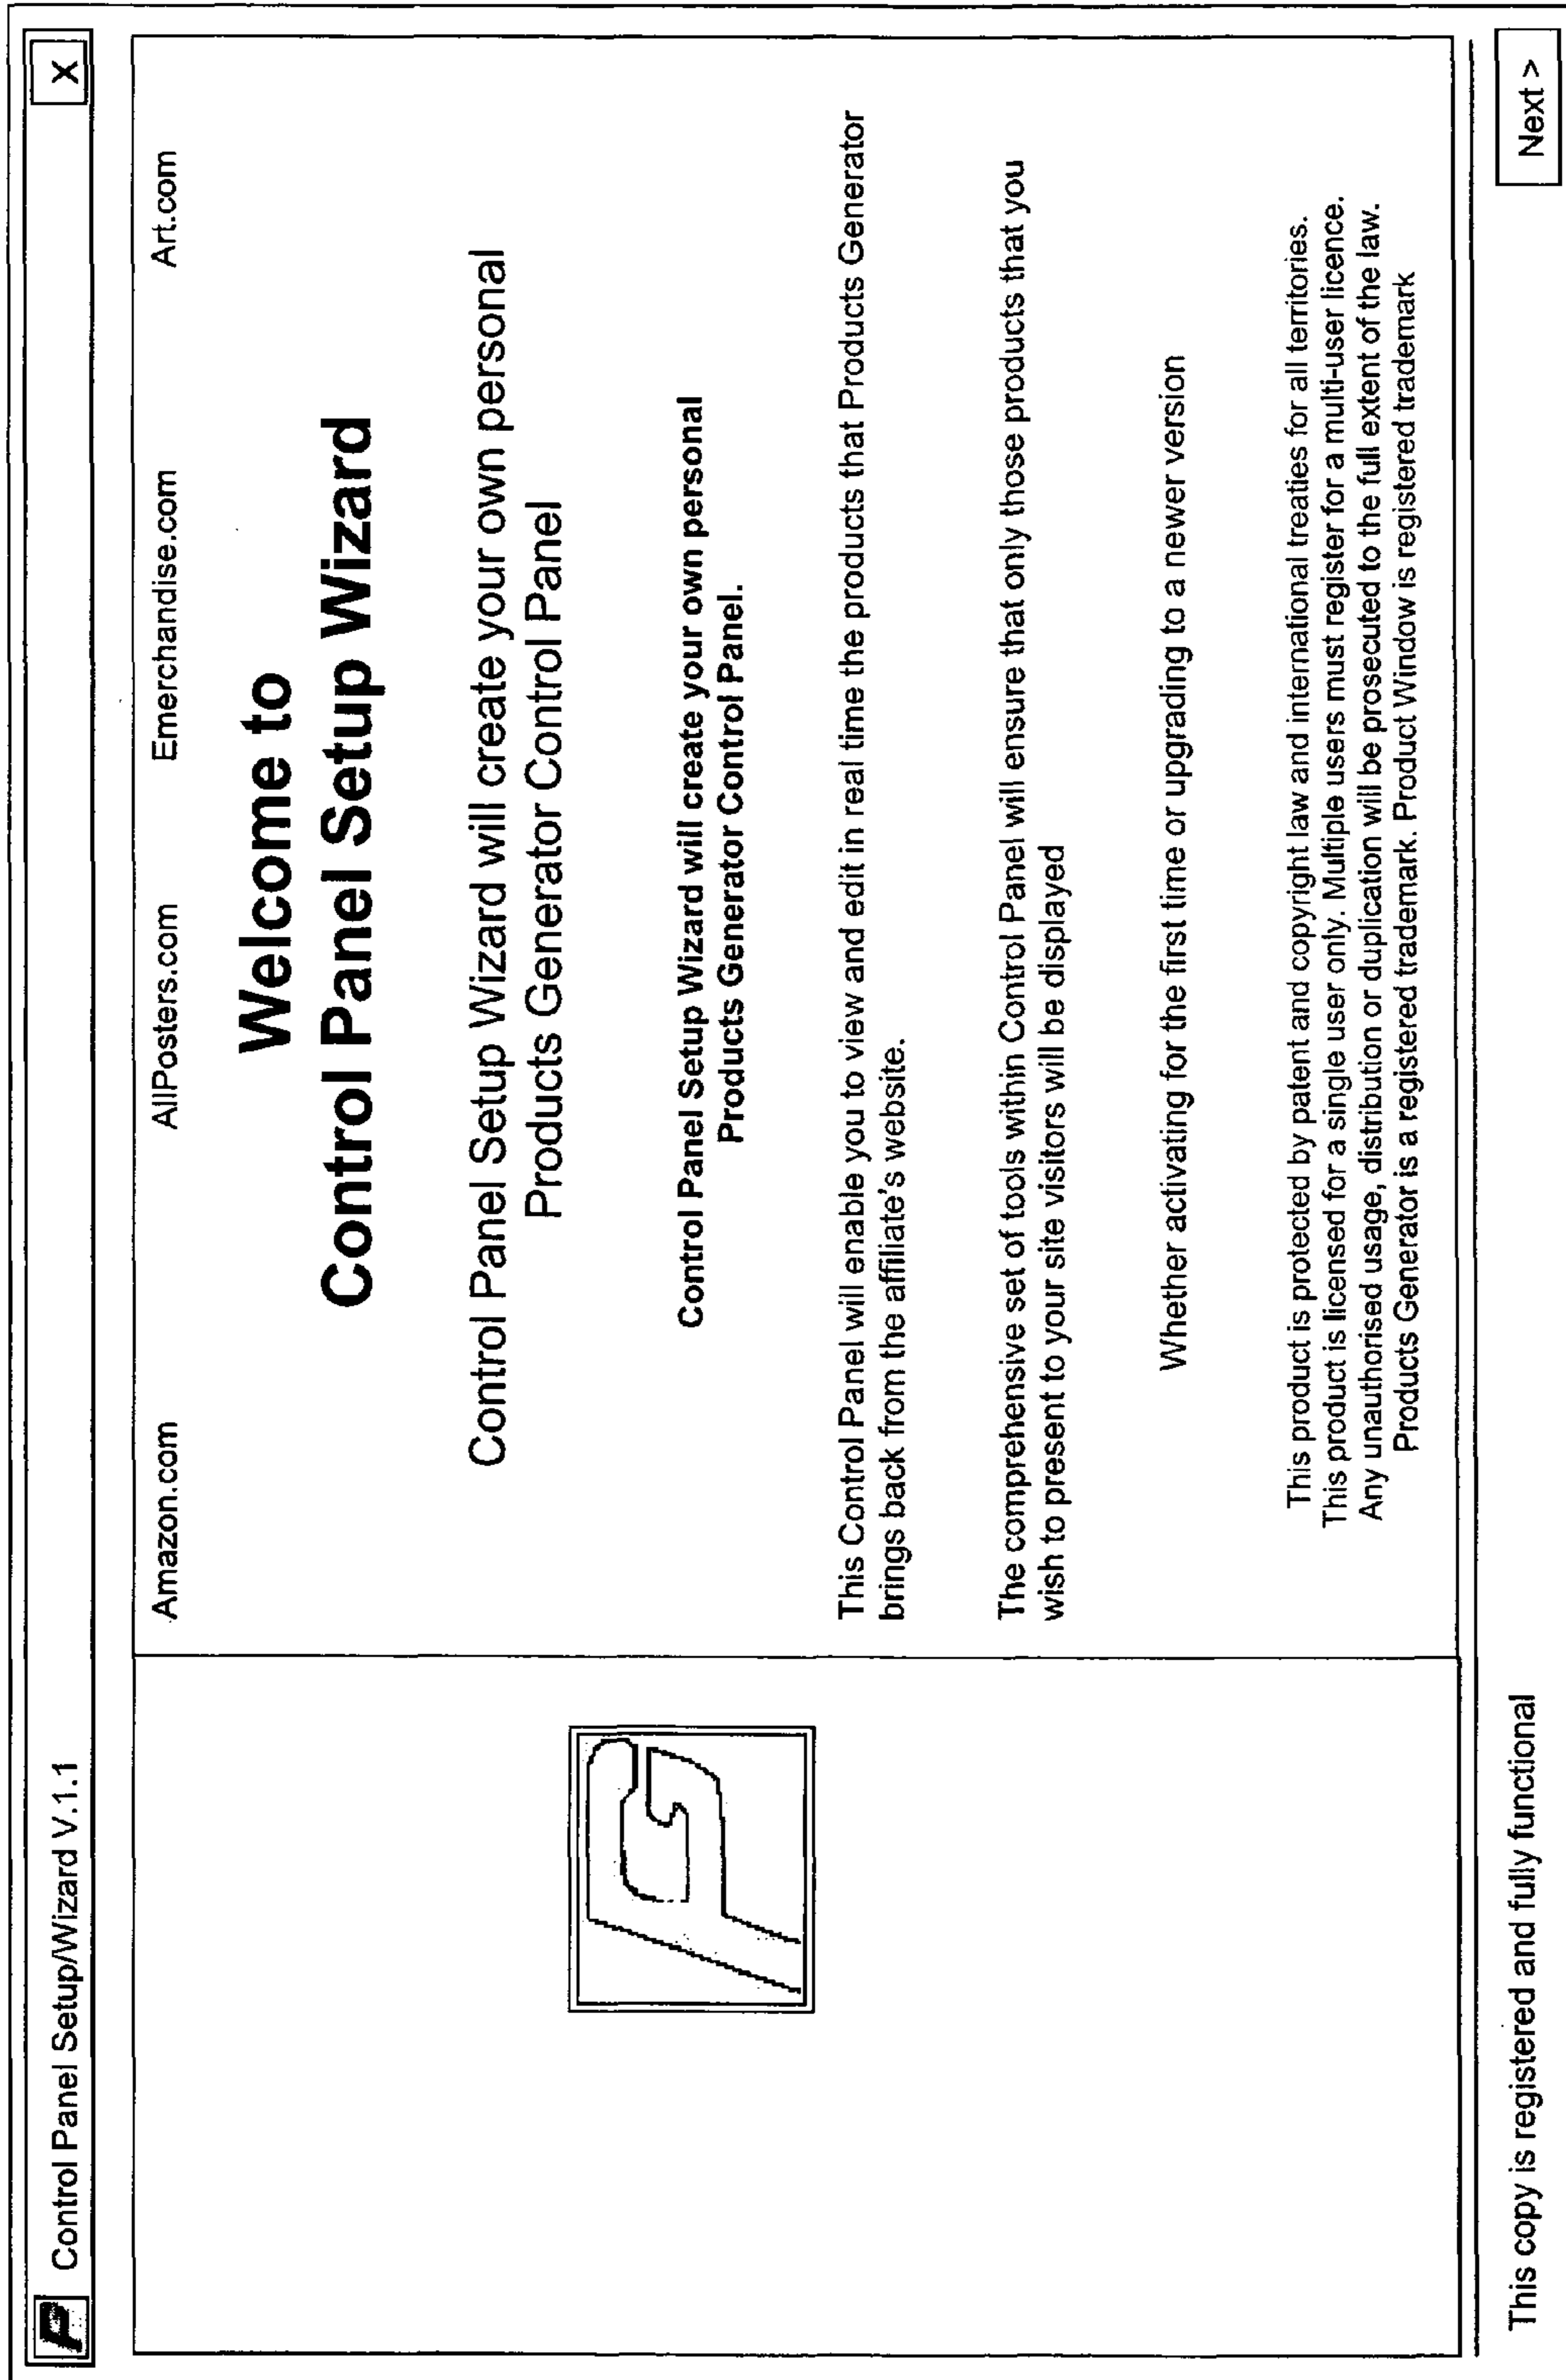 Control Panel Setup/Wizard V.1.1
X
Amazon.com AllPosters.com Emerchandise.com Art.com
Welcome to
Control Panel Setup Wizard
Control Panel Setup Wizard will create your own personal
Products Generator Control Panel
Control Panel Setup Wizard will create your own personal
Products Generator Control Panel.
This Control Panel will enable you to view and edit in real time the products that Products Generator
brings back from the affiliate's website.
The comprehensive set of tools within Control Panel will ensure that only those products that you
wish to present to your site visitors will be displayed
Whether activating for the first time or upgrading to a newer version
This product is protected by patent and copyright law and international treaties for all territories.
This product is licensed for a single user only. Multiple users must register for a multi-user licence.
Any unauthorised usage, distribution or duplication will be prosecuted to the full extent of the law.
Products Generator is a registered trademark. Product Window is registered trademark
This copy is registered and fully functional
Next >